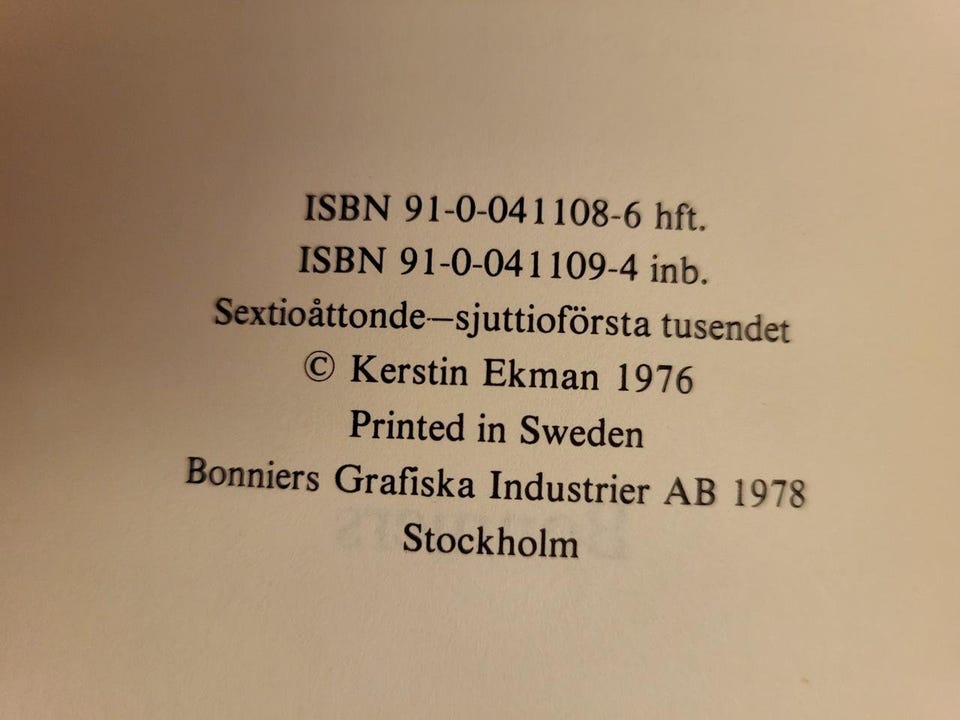 ISBN 91-0-041108-6 hft.
ISBN 91-0-041109-4 inb.
Sextioåttonde–sjuttioförsta tusendet
© Kerstin Ekman 1976
Printed in Sweden
Bonniers Grafiska Industrier AB 1978
Stockholm